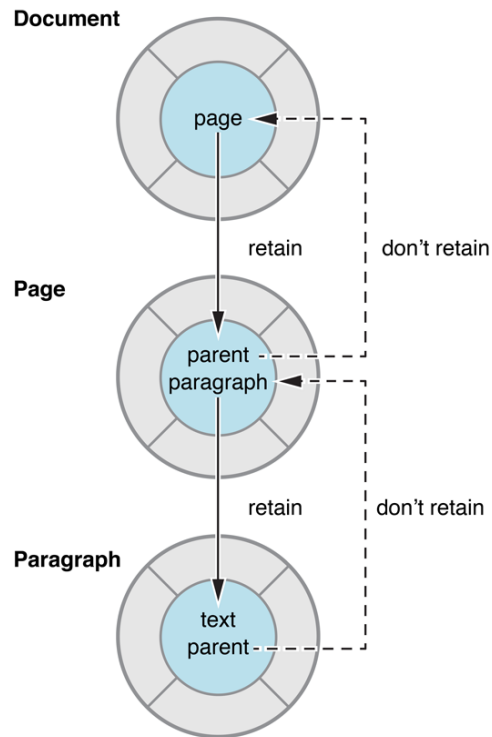 Document
page
retain
don't retain
Page
parent
paragraph
retain
don't retain
Paragraph
text
parent